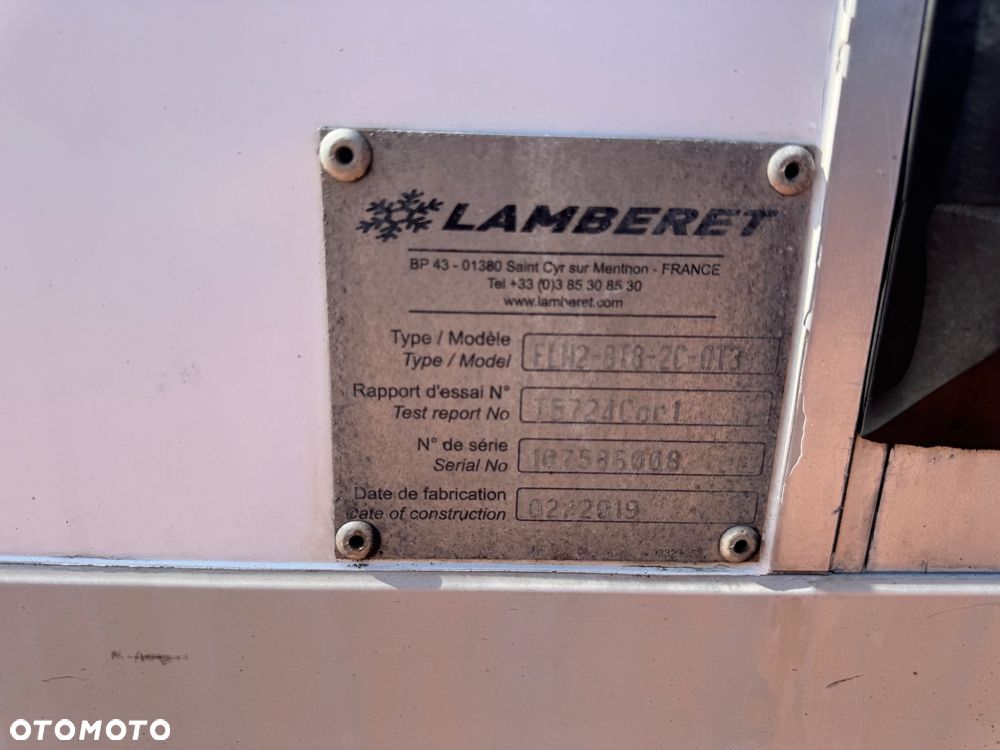 LAMBERET
BP 43 - 01380 Saint Cyr sur Menthon - FRANCE
Tel +33 (0)3 85 30 85 30
www.lamberet.com
Type / Modèle
Type / Model
Rapport d'essai N°
Test report No
T5724Cor1
N° de série
Serial No
Date de fabrication
Date of construction
02/2019
OTOMOTO